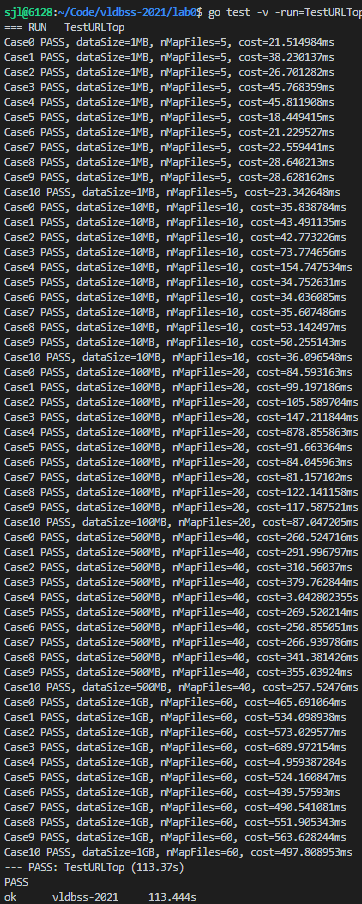 sjl@6128:~/Code/vldbss-2021/lab0$ go test -v -run=TestURLTop
=== RUN   TestURLTop
Case0 PASS, dataSize=1MB, nMapFiles=5, cost=21.514984ms
Case1 PASS, dataSize=1MB, nMapFiles=5, cost=38.230137ms
Case2 PASS, dataSize=1MB, nMapFiles=5, cost=26.701282ms
Case3 PASS, dataSize=1MB, nMapFiles=5, cost=45.768359ms
Case4 PASS, dataSize=1MB, nMapFiles=5, cost=45.811908ms
Case5 PASS, dataSize=1MB, nMapFiles=5, cost=18.449415ms
Case6 PASS, dataSize=1MB, nMapFiles=5, cost=21.229527ms
Case7 PASS, dataSize=1MB, nMapFiles=5, cost=22.559441ms
Case8 PASS, dataSize=1MB, nMapFiles=5, cost=28.640213ms
Case9 PASS, dataSize=1MB, nMapFiles=5, cost=28.628162ms
Case10 PASS, dataSize=1MB, nMapFiles=5, cost=23.342648ms
Case0 PASS, dataSize=10MB, nMapFiles=10, cost=35.838784ms
Case1 PASS, dataSize=10MB, nMapFiles=10, cost=43.491135ms
Case2 PASS, dataSize=10MB, nMapFiles=10, cost=42.773226ms
Case3 PASS, dataSize=10MB, nMapFiles=10, cost=73.774656ms
Case4 PASS, dataSize=10MB, nMapFiles=10, cost=154.747534ms
Case5 PASS, dataSize=10MB, nMapFiles=10, cost=34.752631ms
Case6 PASS, dataSize=10MB, nMapFiles=10, cost=34.036085ms
Case7 PASS, dataSize=10MB, nMapFiles=10, cost=35.607486ms
Case8 PASS, dataSize=10MB, nMapFiles=10, cost=53.142497ms
Case9 PASS, dataSize=10MB, nMapFiles=10, cost=50.255143ms
Case10 PASS, dataSize=10MB, nMapFiles=10, cost=36.096548ms
Case0 PASS, dataSize=100MB, nMapFiles=20, cost=84.593163ms
Case1 PASS, dataSize=100MB, nMapFiles=20, cost=99.197186ms
Case2 PASS, dataSize=100MB, nMapFiles=20, cost=105.589704ms
Case3 PASS, dataSize=100MB, nMapFiles=20, cost=147.211844ms
Case4 PASS, dataSize=100MB, nMapFiles=20, cost=878.855863ms
Case5 PASS, dataSize=100MB, nMapFiles=20, cost=91.663364ms
Case6 PASS, dataSize=100MB, nMapFiles=20, cost=84.045963ms
Case7 PASS, dataSize=100MB, nMapFiles=20, cost=81.157102ms
Case8 PASS, dataSize=100MB, nMapFiles=20, cost=122.141158ms
Case9 PASS, dataSize=100MB, nMapFiles=20, cost=117.587521ms
Case10 PASS, dataSize=100MB, nMapFiles=20, cost=87.047205ms
Case0 PASS, dataSize=500MB, nMapFiles=40, cost=260.524716ms
Case1 PASS, dataSize=500MB, nMapFiles=40, cost=291.996797ms
Case2 PASS, dataSize=500MB, nMapFiles=40, cost=310.56037ms
Case3 PASS, dataSize=500MB, nMapFiles=40, cost=379.762844ms
Case4 PASS, dataSize=500MB, nMapFiles=40, cost=3.042802355s
Case5 PASS, dataSize=500MB, nMapFiles=40, cost=269.520214ms
Case6 PASS, dataSize=500MB, nMapFiles=40, cost=250.855051ms
Case7 PASS, dataSize=500MB, nMapFiles=40, cost=266.939786ms
Case8 PASS, dataSize=500MB, nMapFiles=40, cost=341.381426ms
Case9 PASS, dataSize=500MB, nMapFiles=40, cost=355.03924ms
Case10 PASS, dataSize=500MB, nMapFiles=40, cost=257.52476ms
Case0 PASS, dataSize=1GB, nMapFiles=60, cost=465.691064ms
Case1 PASS, dataSize=1GB, nMapFiles=60, cost=534.098938ms
Case2 PASS, dataSize=1GB, nMapFiles=60, cost=573.029577ms
Case3 PASS, dataSize=1GB, nMapFiles=60, cost=689.972154ms
Case4 PASS, dataSize=1GB, nMapFiles=60, cost=4.959387284s
Case5 PASS, dataSize=1GB, nMapFiles=60, cost=524.160847ms
Case6 PASS, dataSize=1GB, nMapFiles=60, cost=439.57593ms
Case7 PASS, dataSize=1GB, nMapFiles=60, cost=490.541081ms
Case8 PASS, dataSize=1GB, nMapFiles=60, cost=551.905343ms
Case9 PASS, dataSize=1GB, nMapFiles=60, cost=563.628244ms
Case10 PASS, dataSize=1GB, nMapFiles=60, cost=497.808953ms
--- PASS: TestURLTop (113.37s)
PASS
ok      vldbss-2021     113.444s